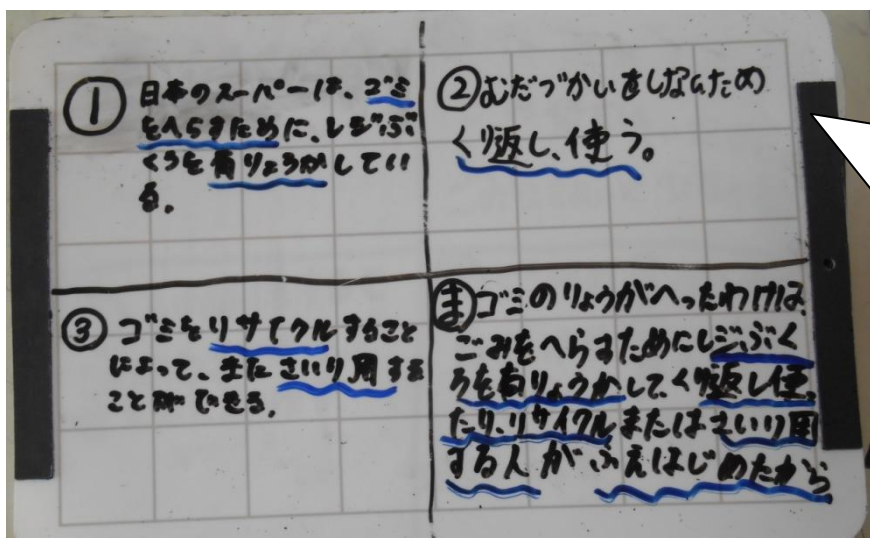 ① 日本のスーパーは、ゴミ
をへらすために、レジぶ
くろを有りょうかしてい
る。
② むだづかいをしないため
くり返し、使う。
③ ゴミをリサイクルすること
によって、またさいり用する
ことができる。
ま ゴミのりょうがへったわけは、
ごみをへらすためにレジぶく
ろを有りょうかして、くり返し使っ
たり、リサイクルまたはさいり用
する人がふえはじめたから